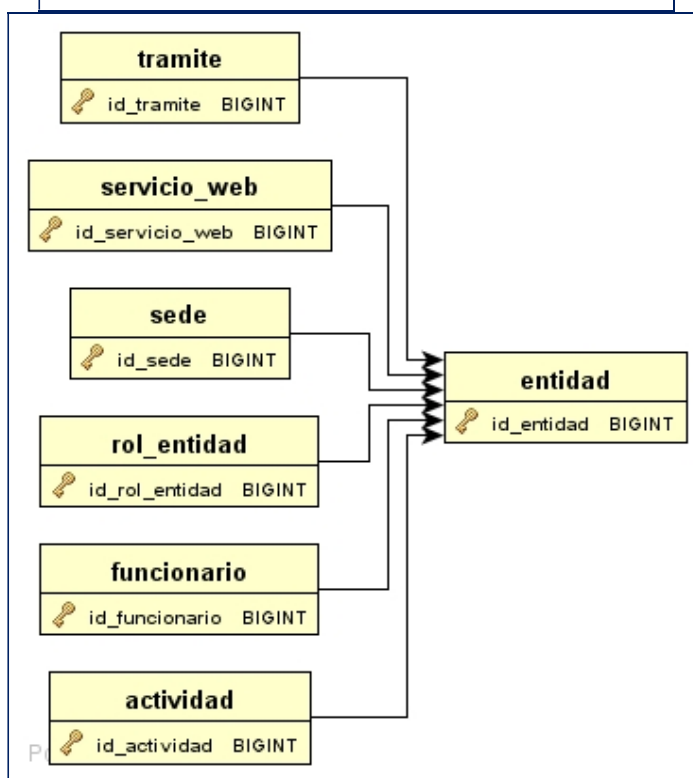 tramite
id_tramite BIGINT
servicio_web
id_servicio_web BIGINT
sede
id_sede BIGINT
entidad
id_entidad BIGINT
rol_entidad
id_rol_entidad BIGINT
funcionario
id_funcionario BIGINT
actividad
id_actividad BIGINT